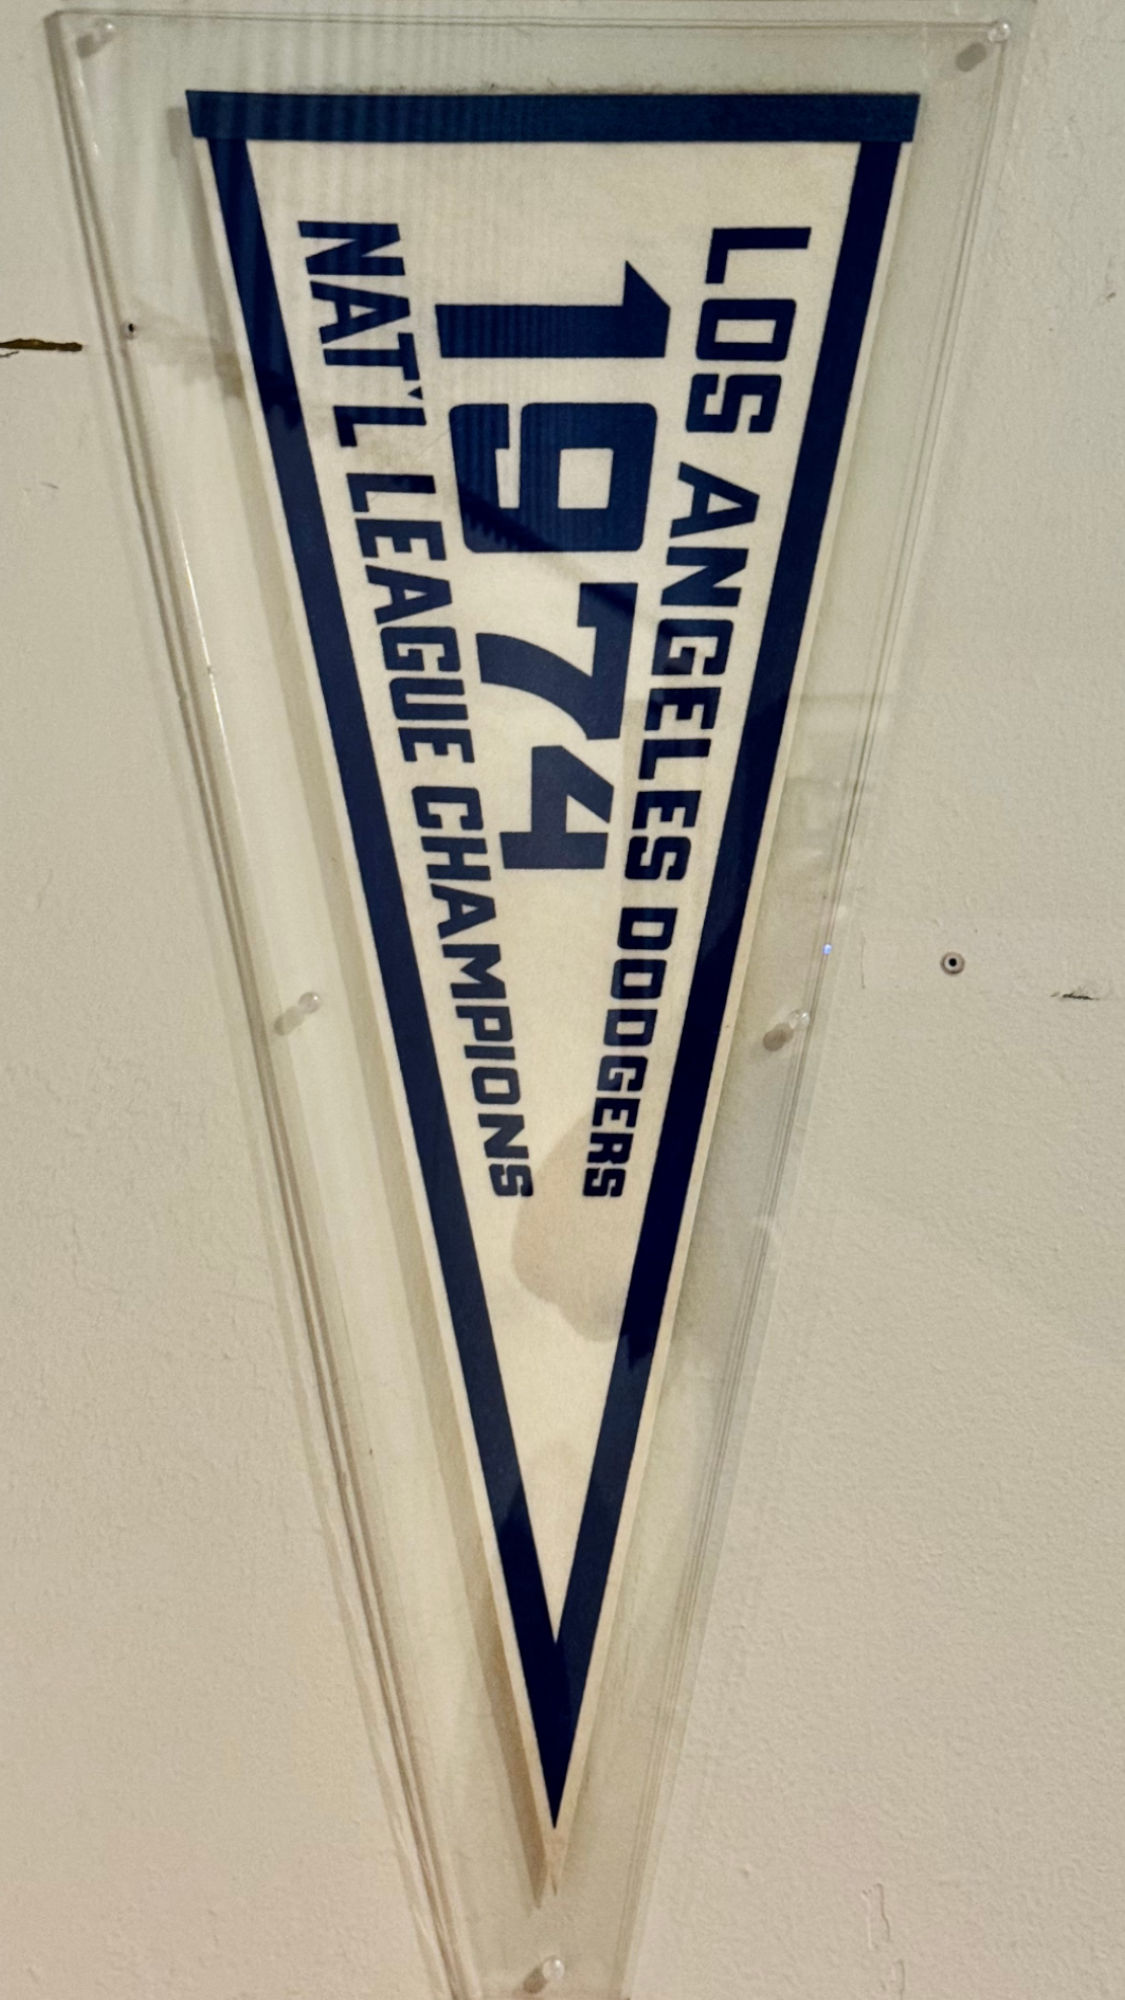 LOS ANGELES DODGERS
1974
NAT'L LEAGUE CHAMPIONS